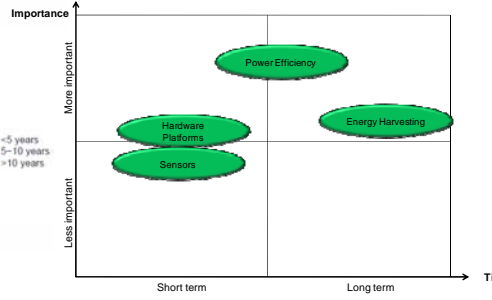 Importance
More important
Power Efficiency
Energy Harvesting
Hardware
Platforms
<5 years
5–10 years
>10 years
Sensors
Less important
Short term
Long term